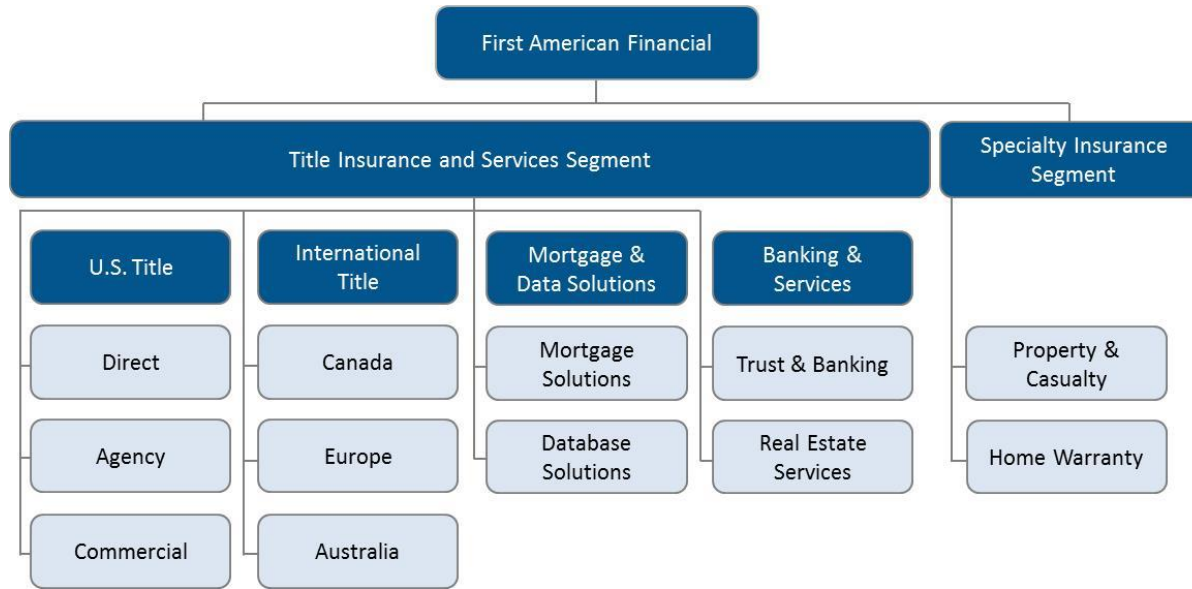 First American Financial
Title Insurance and Services Segment
Specialty Insurance
Segment
U.S. Title
International
Title
Mortgage &
Data Solutions
Banking &
Services
Direct
Canada
Mortgage
Solutions
Trust & Banking
Property &
Casualty
Agency
Europe
Database
Solutions
Real Estate
Services
Home Warranty
Commercial
Australia